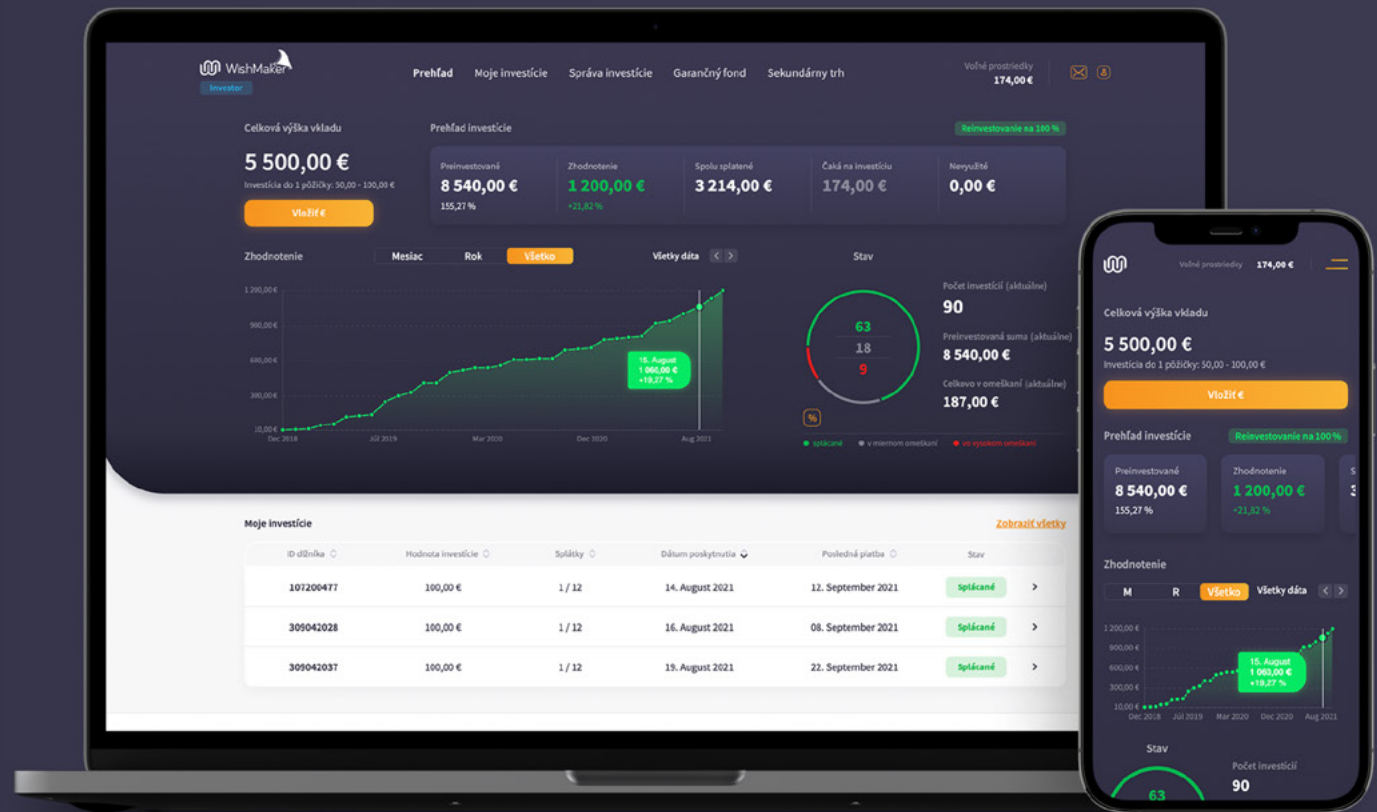 WishMaker
Investor
Prehľad Moje investície Správa investície Garančný fond Sekundárny trh
Voľné prostriedky
174,00 €
Celková výška vkladu
5 500,00 €
Investícia do 1 pôžičky: 50,00 - 100,00 €
Vložiť €
Prehľad investície
Reinvestovanie na 100 %
Preinvestované Zhodnotenie Spolu splatené Čaká na investíciu Nevyužité
8 540,00 € 1 200,00 € 3 214,00 € 174,00 € 0,00 €
155,27 % +21,82 %
Zhodnotenie
Mesiac Rok Všetko
Všetky dáta
1 200,00 €
900,00 €
600,00 €
300,00 €
10,00 €
Dec 2018 Júl 2019 Mar 2020 Dec 2020 Aug 2021
15. August
1 060,00 €
+19,27 %
Stav
63
18
9
%
Počet investícií (aktuálne)
90
Preinvestovaná suma (aktuálne)
8 540,00 €
Celkovo v omeškaní (aktuálne)
187,00 €
splácané v miernom omeškaní vo vysokom omeškaní
Moje investície
Zobraziť všetky
ID dlžníka Hodnota investície Splátky Dátum poskytnutia Posledná platba Stav
107200477 100,00 € 1 / 12 14. August 2021 12. September 2021 Splácané
309042028 100,00 € 1 / 12 16. August 2021 08. September 2021 Splácané
309042037 100,00 € 1 / 12 19. August 2021 22. September 2021 Splácané
Voľné prostriedky 174,00 €
Celková výška vkladu
5 500,00 €
Investícia do 1 pôžičky: 50,00 - 100,00 €
Vložiť €
Prehľad investície
Reinvestovanie na 100 %
Preinvestované Zhodnotenie S
8 540,00 € 1 200,00 € 3
155,27 % +21,82 %
Zhodnotenie
M R Všetko Všetky dáta
1 200,00 €
900,00 €
600,00 €
300,00 €
10,00 €
Dec 2018 Júl 2019 Mar 2020 Dec 2020 Aug 2021
15. August
1 060,00 €
+19,27 %
Stav
63
Počet investícií
90